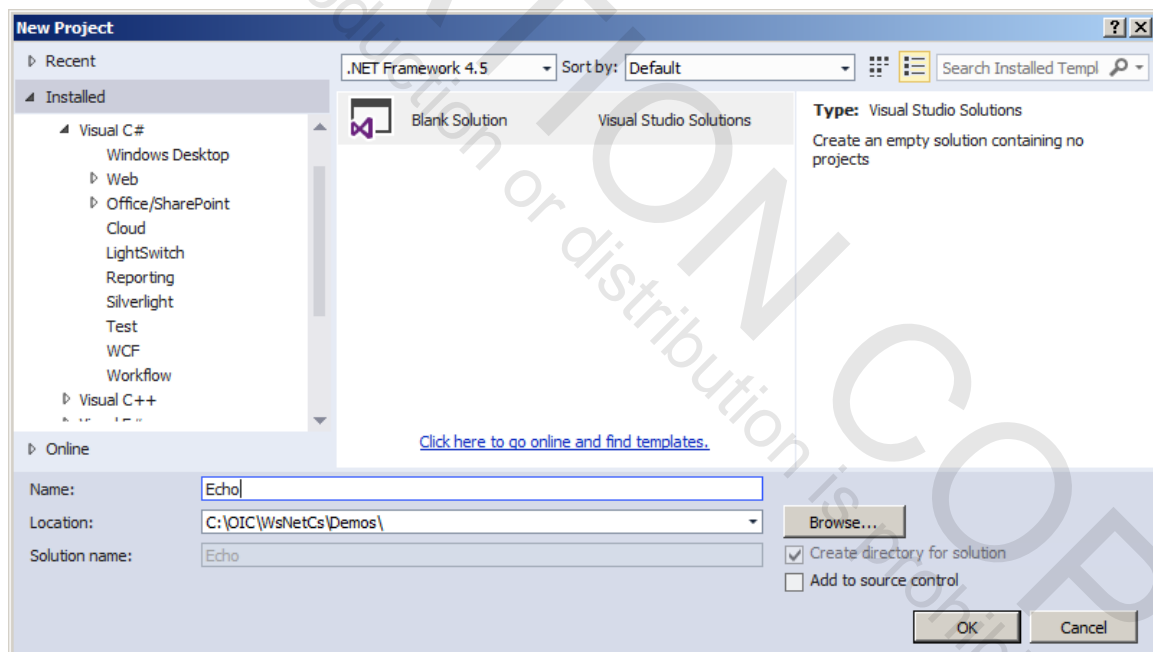 New Project
Recent
.NET Framework 4.5
Sort by: Default
Search Installed Templ
Installed
Visual C#
Windows Desktop
Web
Office/SharePoint
Cloud
LightSwitch
Reporting
Silverlight
Test
WCF
Workflow
Visual C++
Online
Blank Solution
Visual Studio Solutions
Click here to go online and find templates.
Type: Visual Studio Solutions
Create an empty solution containing no
projects
Name: Echo
Location: C:\OIC\WsNetCs\Demos\
Browse...
Solution name: Echo
Create directory for solution
Add to source control
OK
Cancel
or distribution is